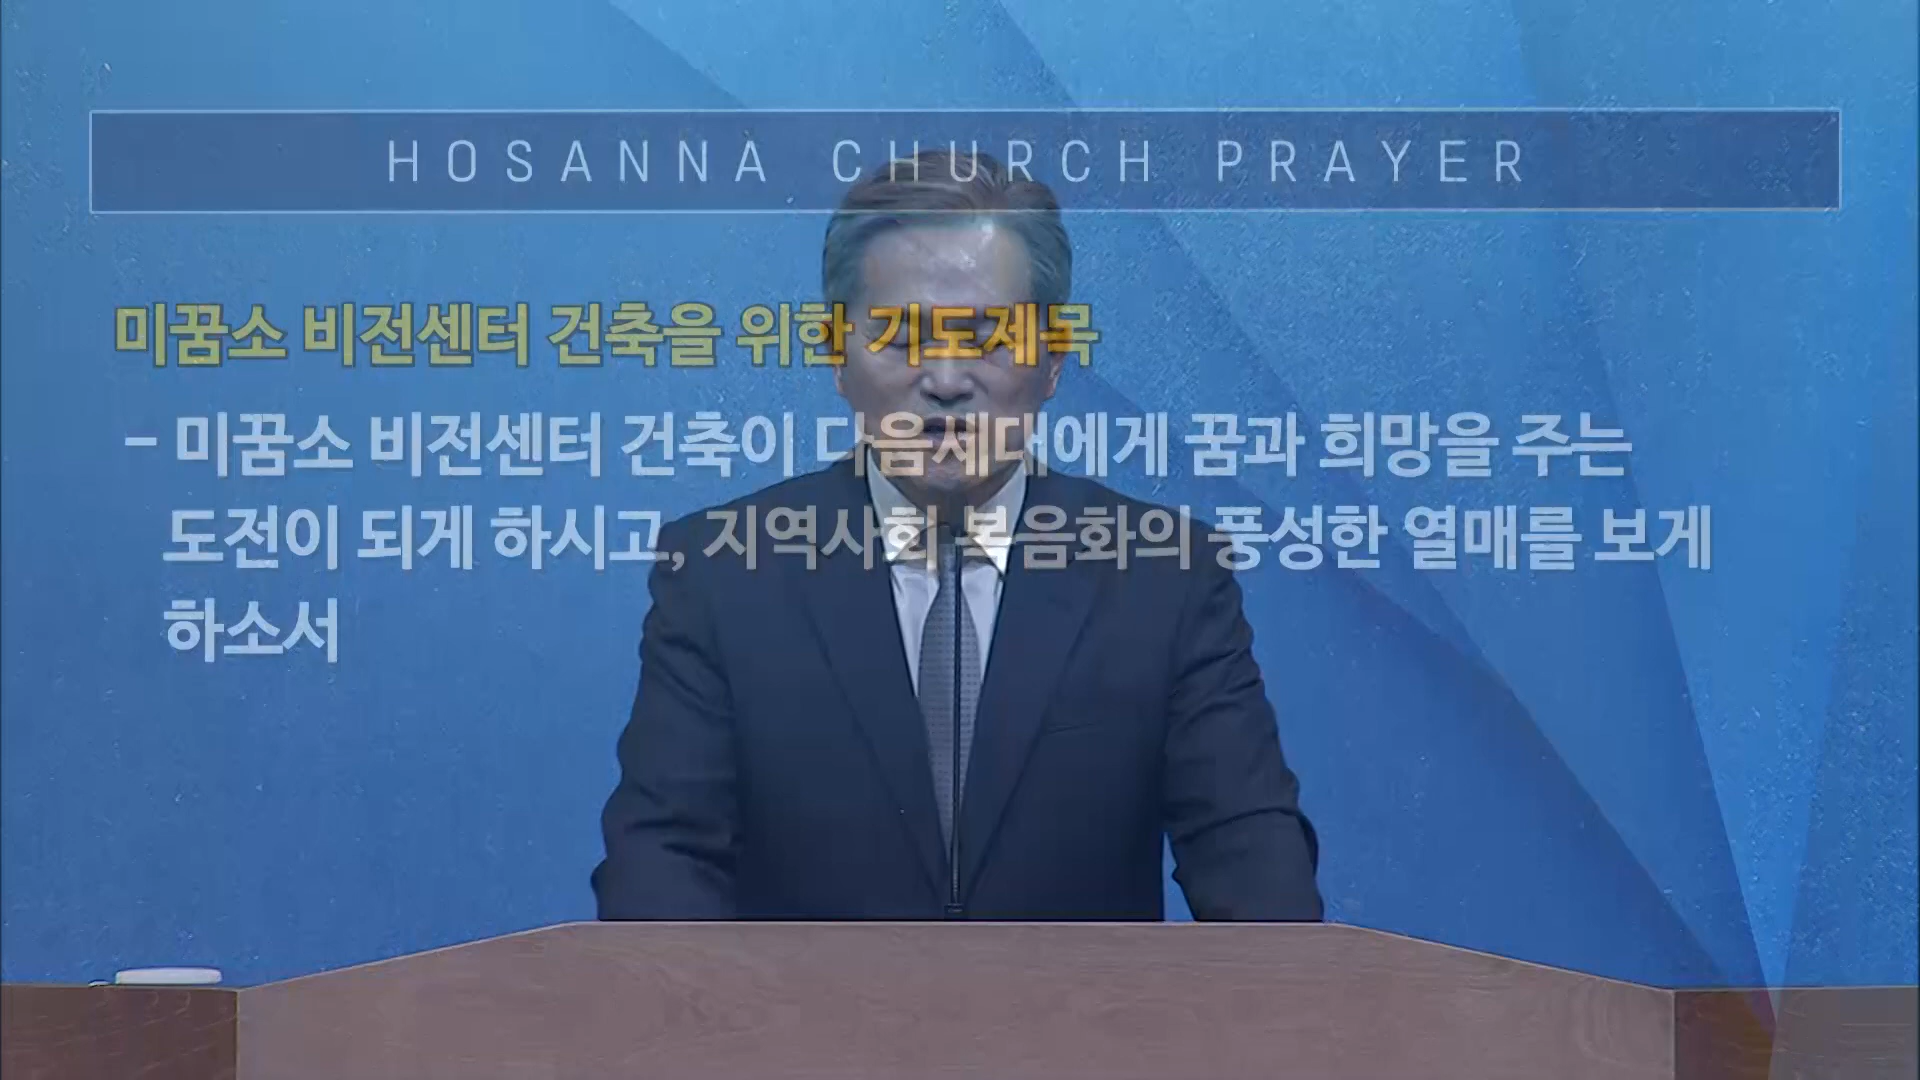 HOSANNA CHURCH PRAYER
미꿈소 비전센터 건축을 위한 기도제목
- 미꿈소 비전센터 건축이 다음세대에게 꿈과 희망을 주는
도전이 되게 하시고, 지역사회 복음화의 풍성한 열매를 보게
하소서